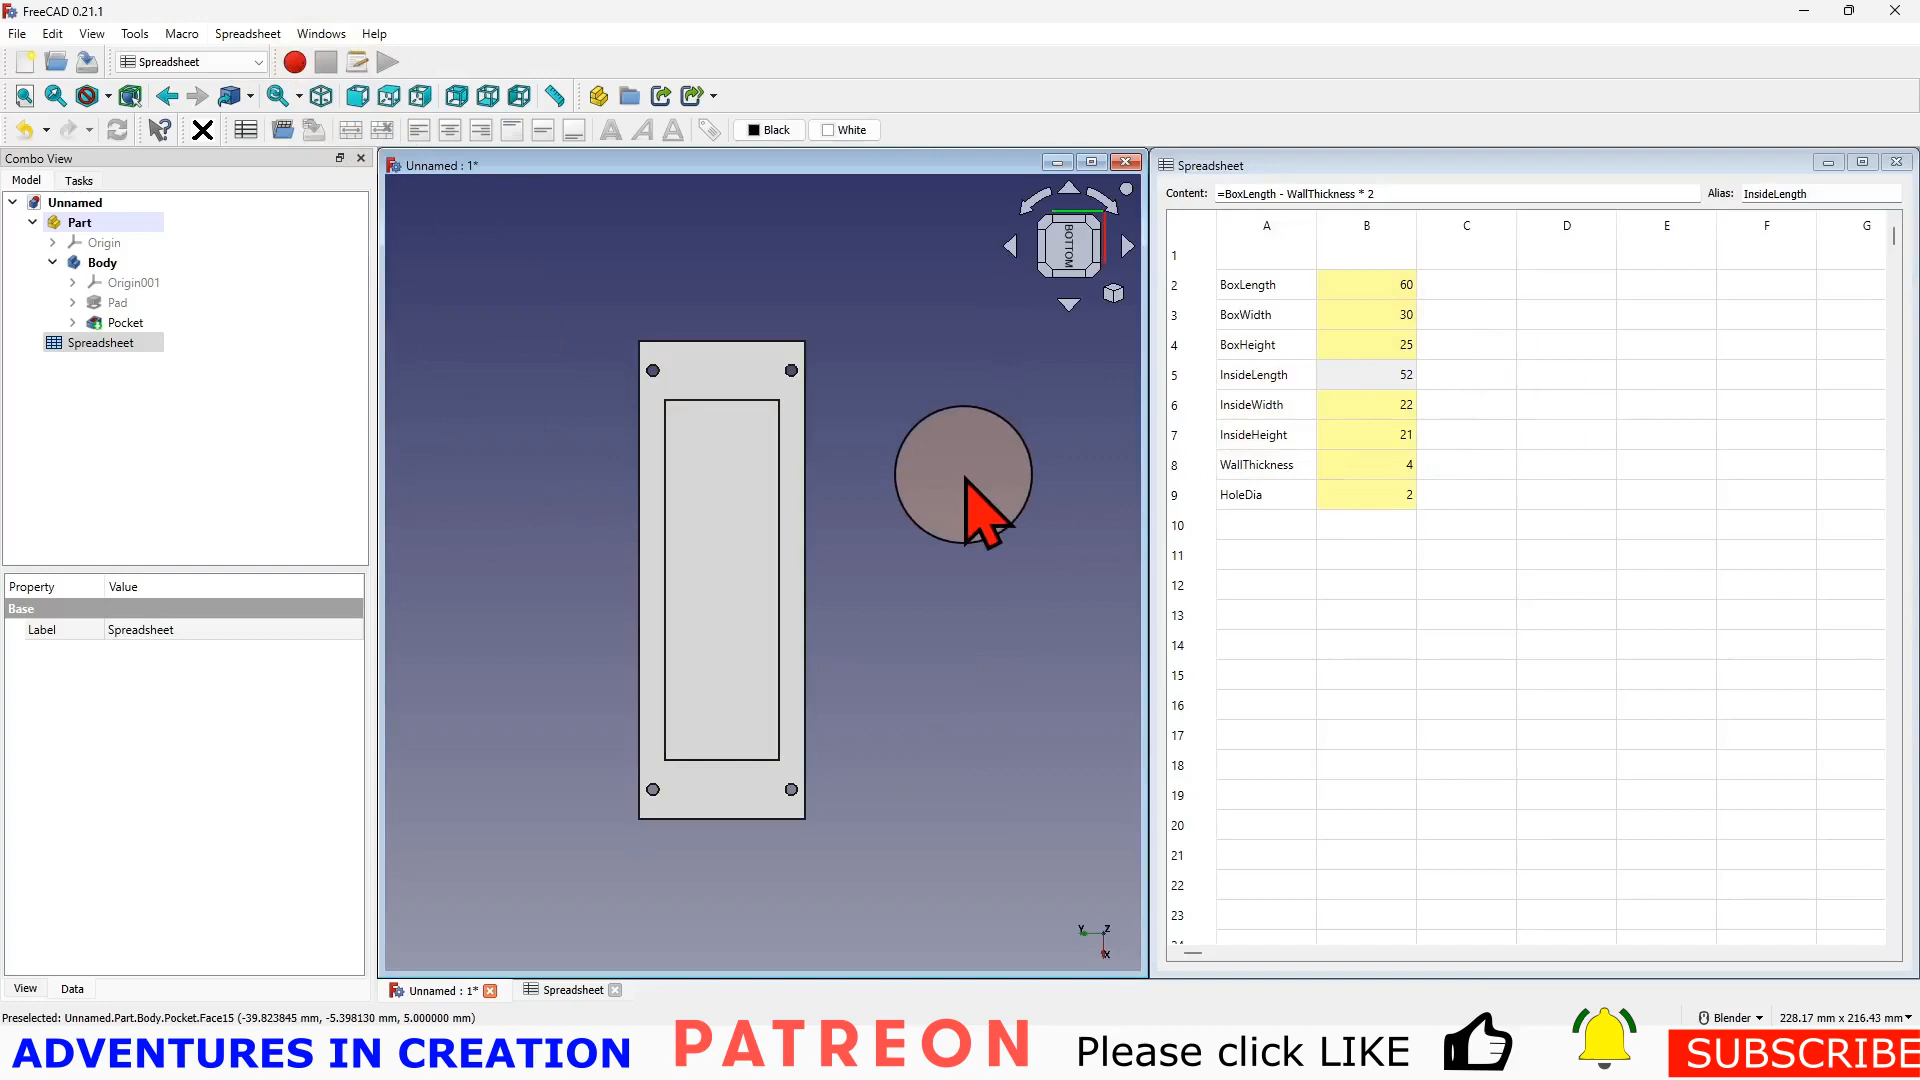 FreeCAD 0.21.1
File Edit View Tools Macro Spreadsheet Windows Help
Spreadsheet
Black White
Combo View
Model Tasks
Unnamed
Part
Origin
Body
Origin001
Pad
Pocket
Spreadsheet
Property Value
Base
Label Spreadsheet
View Data
Unnamed : 1*
BOTTOM
Y Z
X
Unnamed : 1* Spreadsheet
Spreadsheet
Content: =BoxLength - WallThickness * 2 Alias: InsideLength
A B C D E F G
1
2 BoxLength 60
3 BoxWidth 30
4 BoxHeight 25
5 InsideLength 52
6 InsideWidth 22
7 InsideHeight 21
8 WallThickness 4
9 HoleDia 2
10
11
12
13
14
15
16
17
18
19
20
21
22
23
Preselected: Unnamed.Part.Body.Pocket.Face15 (-39.823845 mm, -5.398130 mm, 5.000000 mm)
Blender 228.17 mm x 216.43 mm
ADVENTURES IN CREATION PATREON Please click LIKE SUBSCRIBE